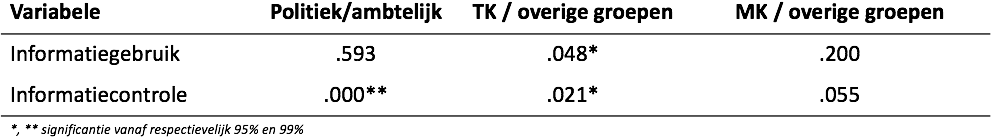 Variabele Politiek/ambtelijk TK / overige groepen MK / overige groepen
Informatiegebruik .593 .048* .200
Informatiecontrole .000** .021* .055
*, ** significantie vanaf respectievelijk 95% en 99%